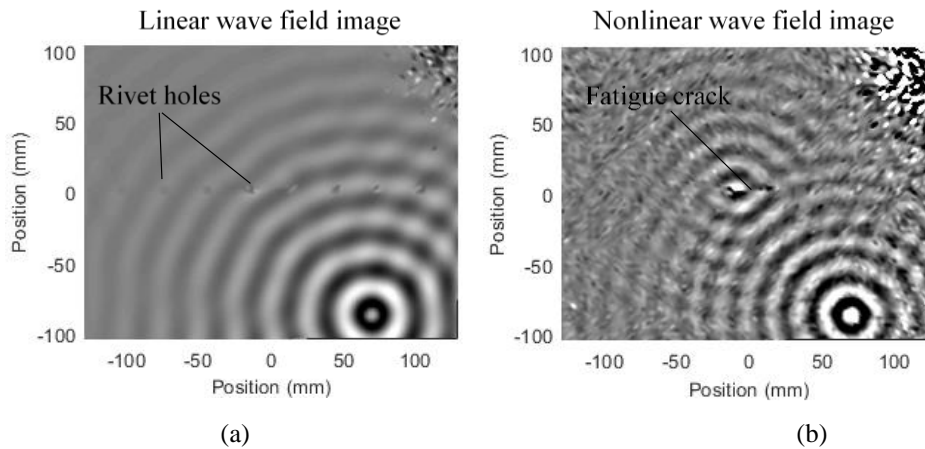 Linear wave field image
100
50
0
-50
-100
Position (mm)
Rivet holes
-100
-50
0
50
100
Position (mm)
(a)
Nonlinear wave field image
100
50
0
-50
-100
Position (mm)
Fatigue crack
-100
-50
0
50
100
Position (mm)
(b)